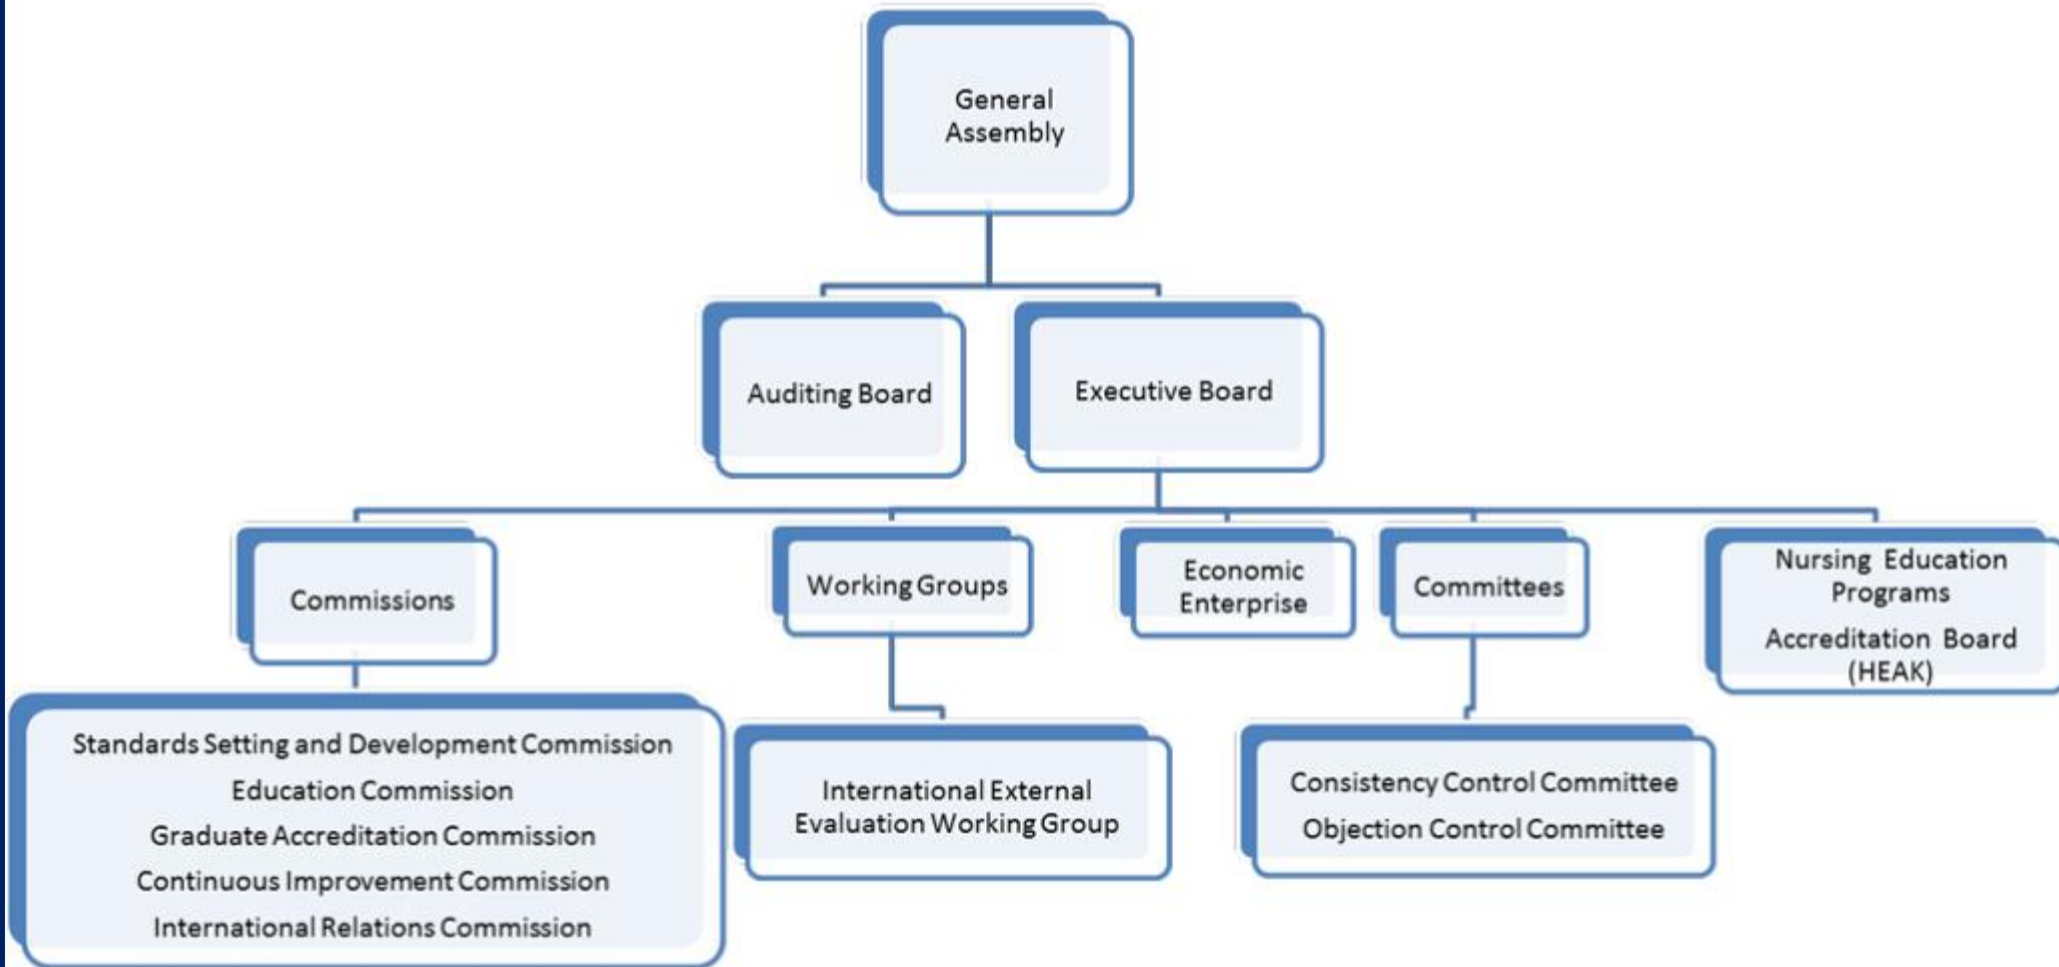 General
Assembly
Auditing Board
Executive Board
Commissions
Working Groups
Economic
Enterprise
Committees
Nursing Education
Programs
Accreditation Board
(HEAK)
Standards Setting and Development Commission
Education Commission
Graduate Accreditation Commission
Continuous Improvement Commission
International Relations Commission
International External
Evaluation Working Group
Consistency Control Committee
Objection Control Committee